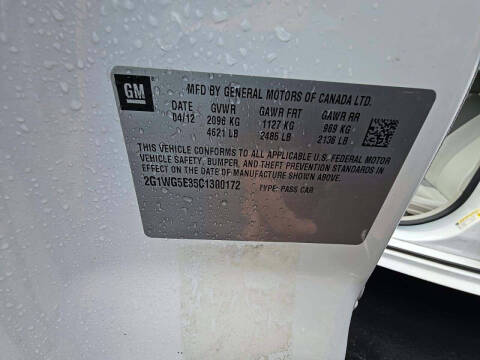 GM
MFD BY GENERAL MOTORS OF CANADA LTD.
DATE GVWR GAWR FRT GAWR RR
04/12 2096 KG 1127 KG 969 KG
4621 LB 2485 LB 2136 LB
THIS VEHICLE CONFORMS TO ALL APPLICABLE U.S. FEDERAL MOTOR
VEHICLE SAFETY, BUMPER, AND THEFT PREVENTION STANDARDS IN
EFFECT ON THE DATE OF MANUFACTURE SHOWN ABOVE.
2G1WG5E35C1300172 TYPE: PASS CAR